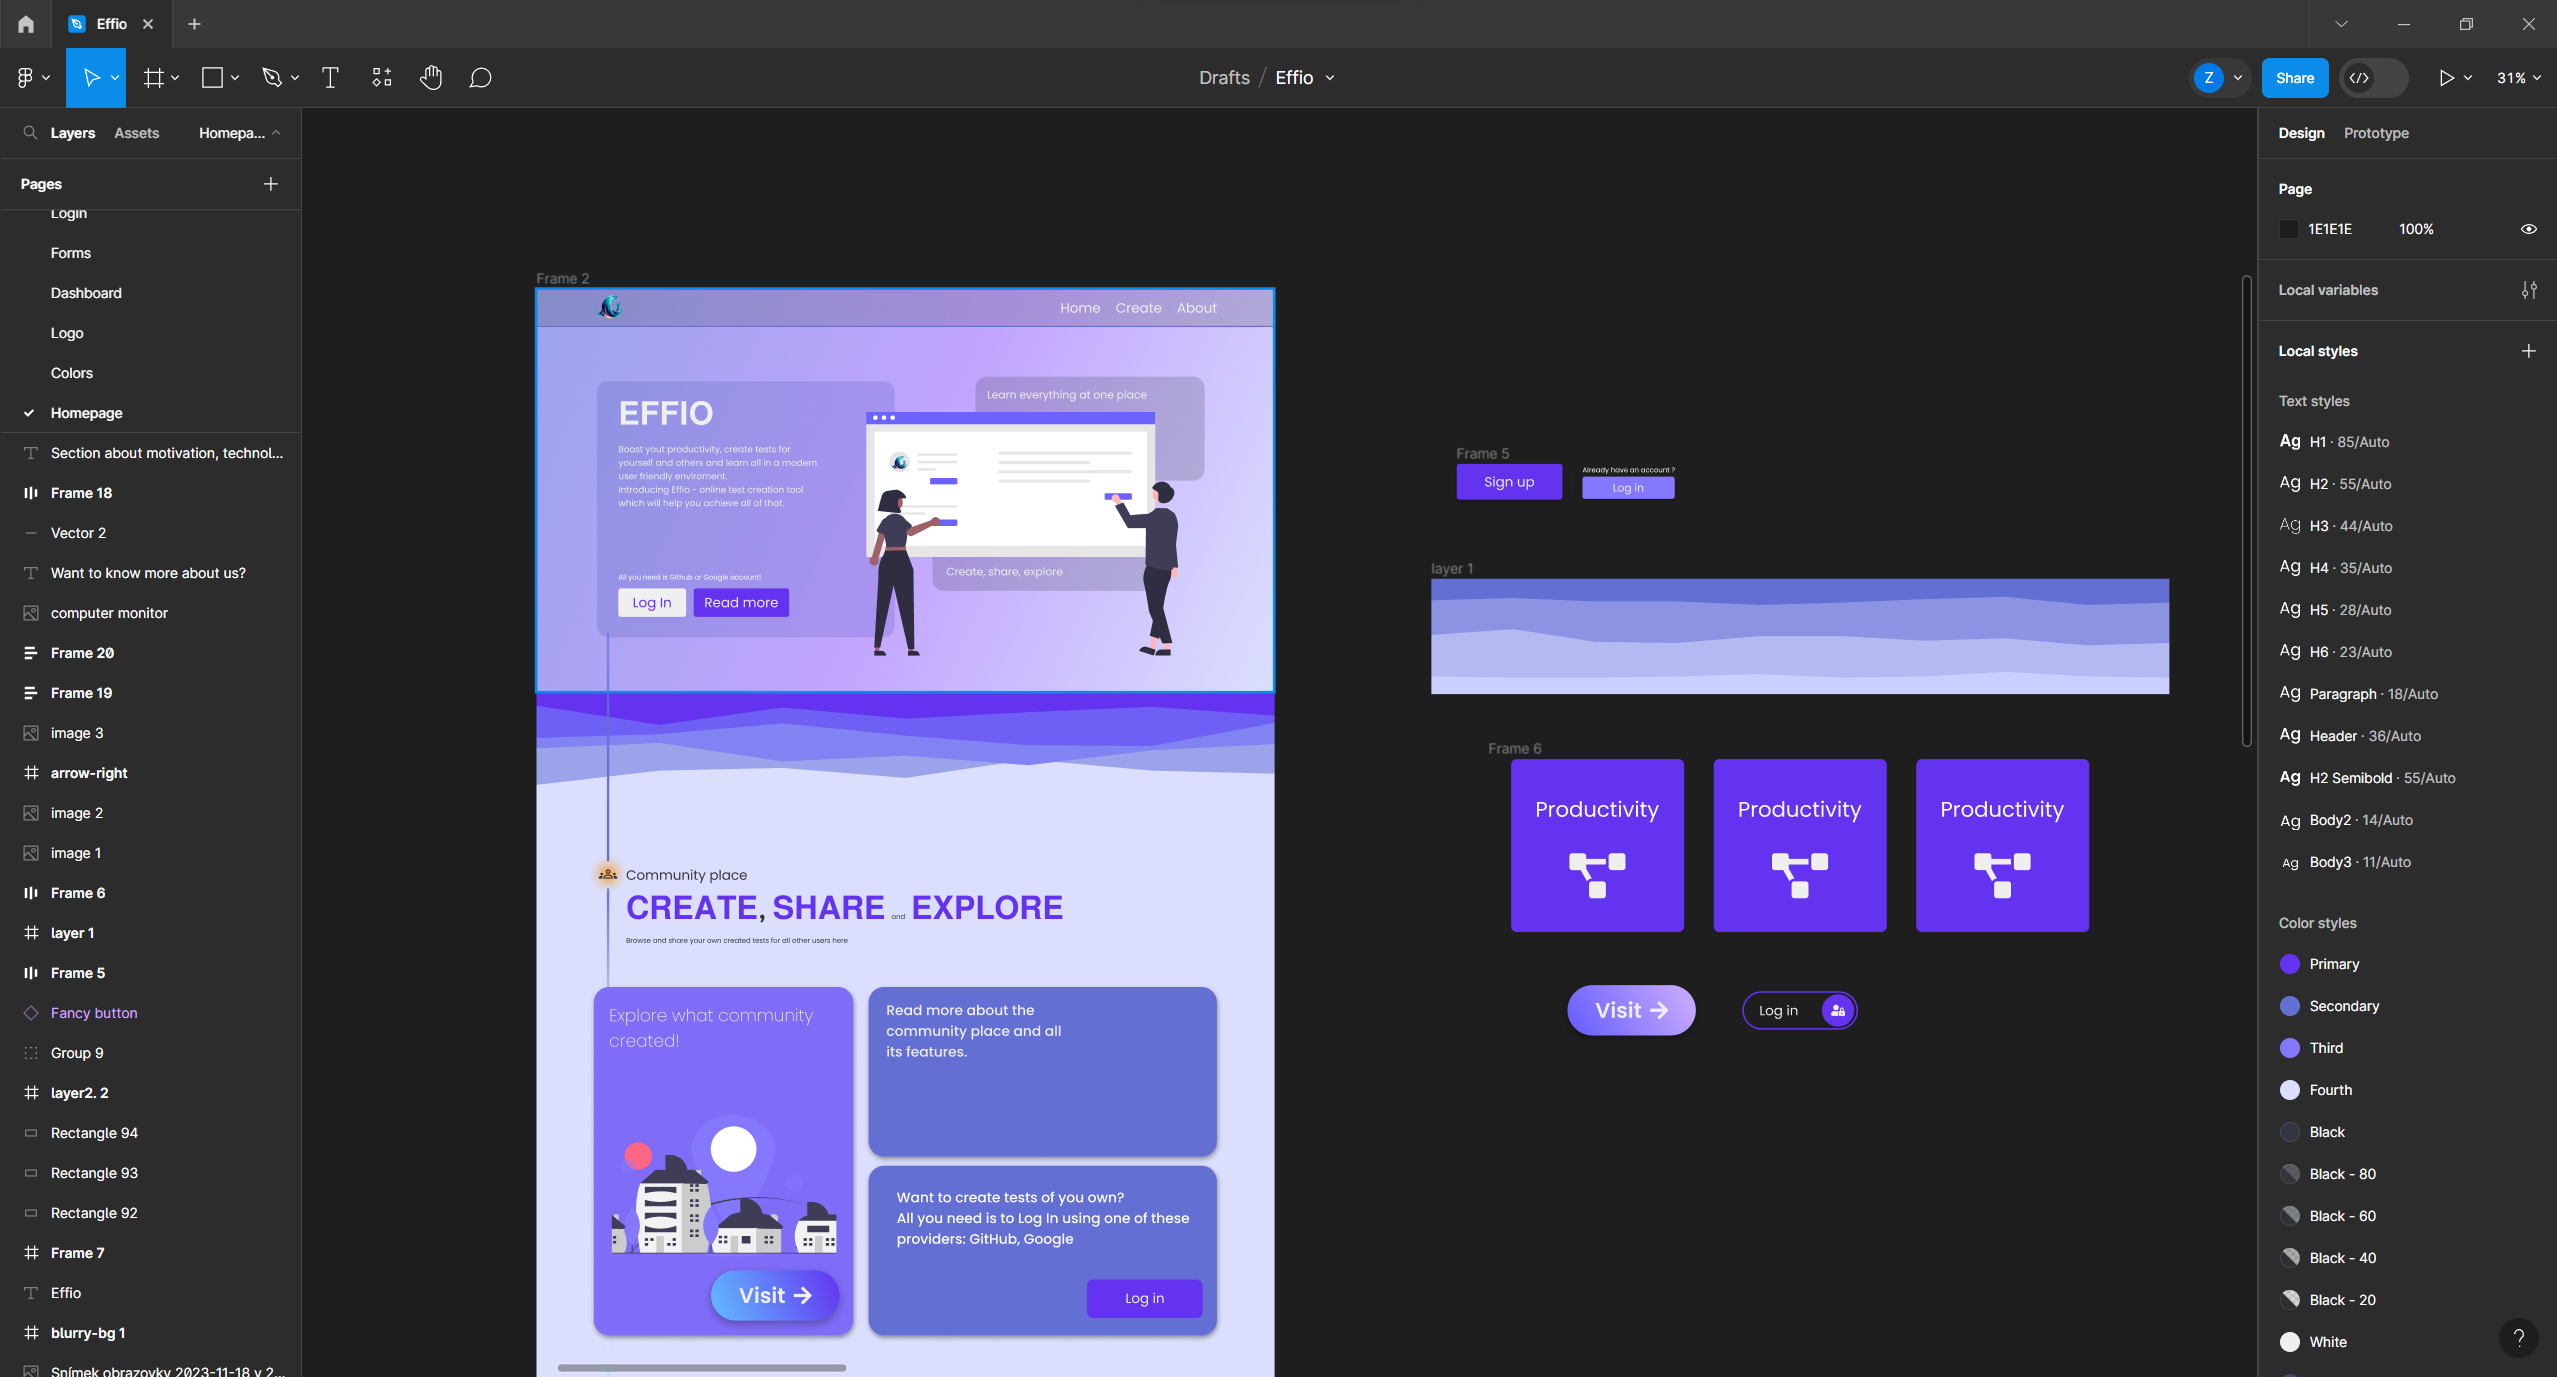 Effio
Drafts / Effio
Z
Share
31%
Layers
Assets
Homepa...
Pages
Login
Forms
Dashboard
Logo
Colors
Homepage
Section about motivation, technol...
Frame 18
Vector 2
Want to know more about us?
computer monitor
Frame 20
Frame 19
image 3
arrow-right
image 2
image 1
Frame 6
layer 1
Frame 5
Fancy button
Group 9
layer2. 2
Rectangle 94
Rectangle 93
Rectangle 92
Frame 7
Effio
blurry-bg 1
Snímek obrazovky 2023-11-18 v 2...
Frame 2
Home
Create
About
EFFIO
Boost yout productivity, create tests for
yourself and others and learn all in a modern
user friendly enviroment.
Introducing Effio - online test creation tool
which will help you achieve all of that.
All you need is Github or Google account!
Log In
Read more
Learn everything at one place
Create, share, explore
Community place
CREATE, SHARE and EXPLORE
Browse and share your own created tests for all other users here
Explore what community
created!
Visit
Read more about the
community place and all
its features.
Want to create tests of you own?
All you need is to Log In using one of these
providers: GitHub, Google
Log in
Frame 5
Sign up
Already have an account ?
Log in
layer 1
Frame 6
Productivity
Productivity
Productivity
Visit
Log in
Design
Prototype
Page
1E1E1E
100%
Local variables
Local styles
Text styles
Ag H1 · 85/Auto
Ag H2 · 55/Auto
Ag H3 · 44/Auto
Ag H4 · 35/Auto
Ag H5 · 28/Auto
Ag H6 · 23/Auto
Ag Paragraph · 18/Auto
Ag Header · 36/Auto
Ag H2 Semibold · 55/Auto
Ag Body2 · 14/Auto
Ag Body3 · 11/Auto
Color styles
Primary
Secondary
Third
Fourth
Black
Black - 80
Black - 60
Black - 40
Black - 20
White
?